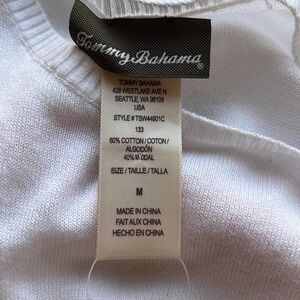 Tommy Bahama®
TOMMY BAHAMA
428 WESTLAKE AVE N
SEATTLE, WA 98109
USA
STYLE # TSW44901C
133
60% COTTON / COTON /
ALGODÓN
40% MODAL
SIZE / TAILLE / TALLA
M
MADE IN CHINA
FAIT AUX CHINA
HECHO EN CHINA